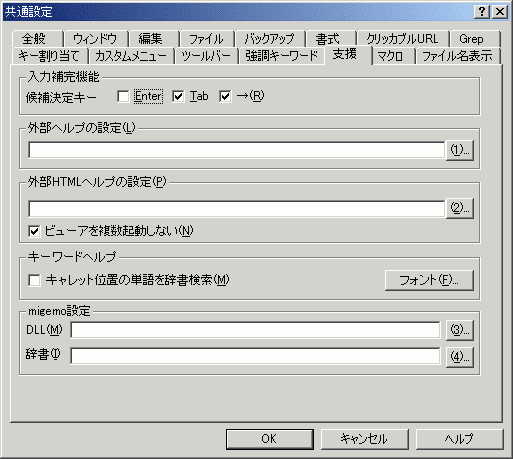 共通設定
全般 ウィンドウ 編集 ファイル バックアップ 書式 クリッカブルURL Grep
キー割り当て カスタムメニュー ツールバー 強調キーワード 支援 マクロ ファイル名表示
入力補完機能
候補決定キー Enter Tab →(R)
外部ヘルプの設定(L)
(1)...
外部HTMLヘルプの設定(P)
(2)...
ビューアを複数起動しない(N)
キーワードヘルプ
キャレット位置の単語を辞書検索(M) フォント(F)...
migemo設定
DLL(M) (3)...
辞書(I) (4)...
OK キャンセル ヘルプ